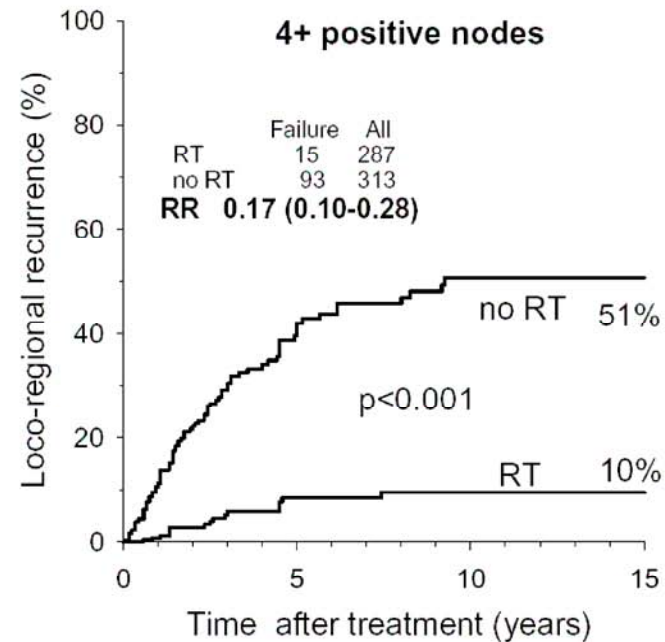 4+ positive nodes
Loco-regional recurrence (%)
100
80
60
40
20
0
Failure All
RT 15 287
no RT 93 313
RR 0.17 (0.10-0.28)
no RT 51%
p<0.001
RT 10%
0 5 10 15
Time after treatment (years)